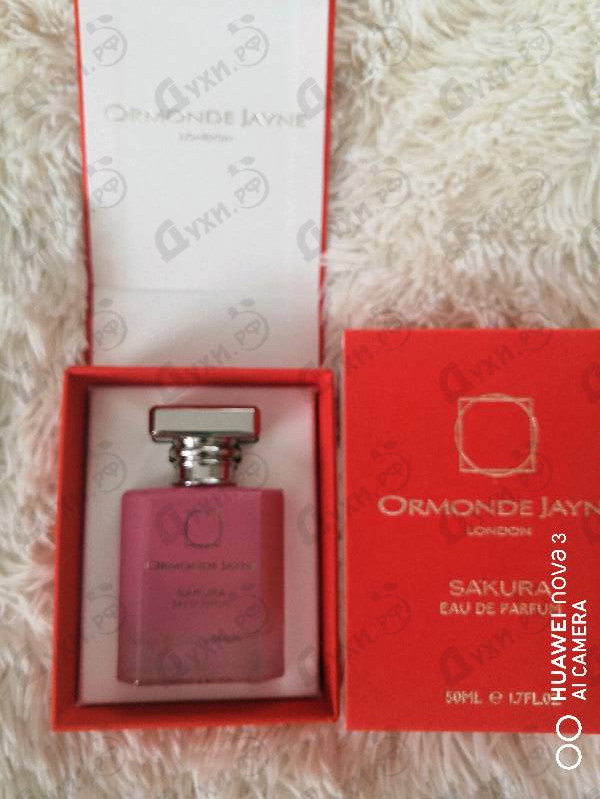 ORMONDE JAYNE
LONDON
ORMONDE JAYNE
SAKURA
ORMONDE JAYN
LONDON
SAKURA
EAU DE PARFUM
50ML ℮ 1.7FL.OZ
HUAWEI nova 3
AI CAMERA
Духи.рф